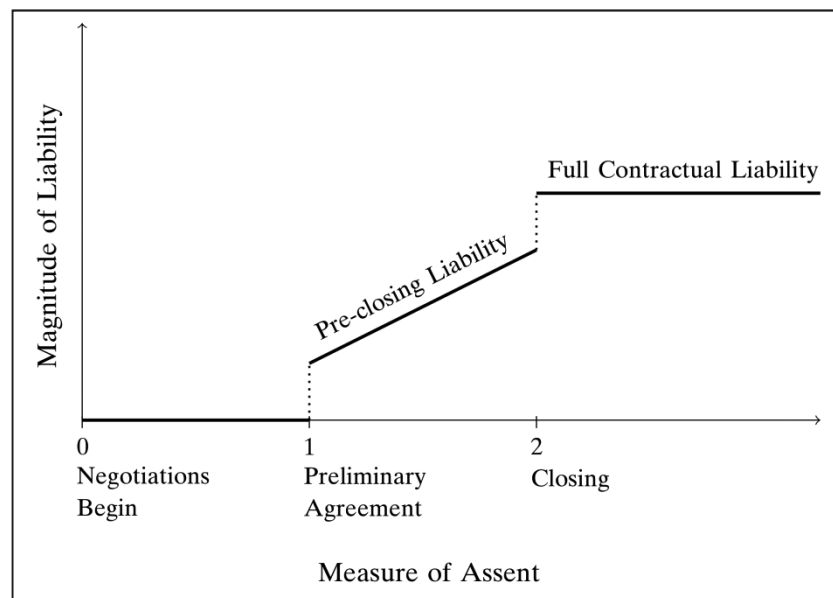 Magnitude of Liability
Full Contractual Liability
Pre-closing Liability
0
1
2
Negotiations
Begin
Preliminary
Agreement
Closing
Measure of Assent